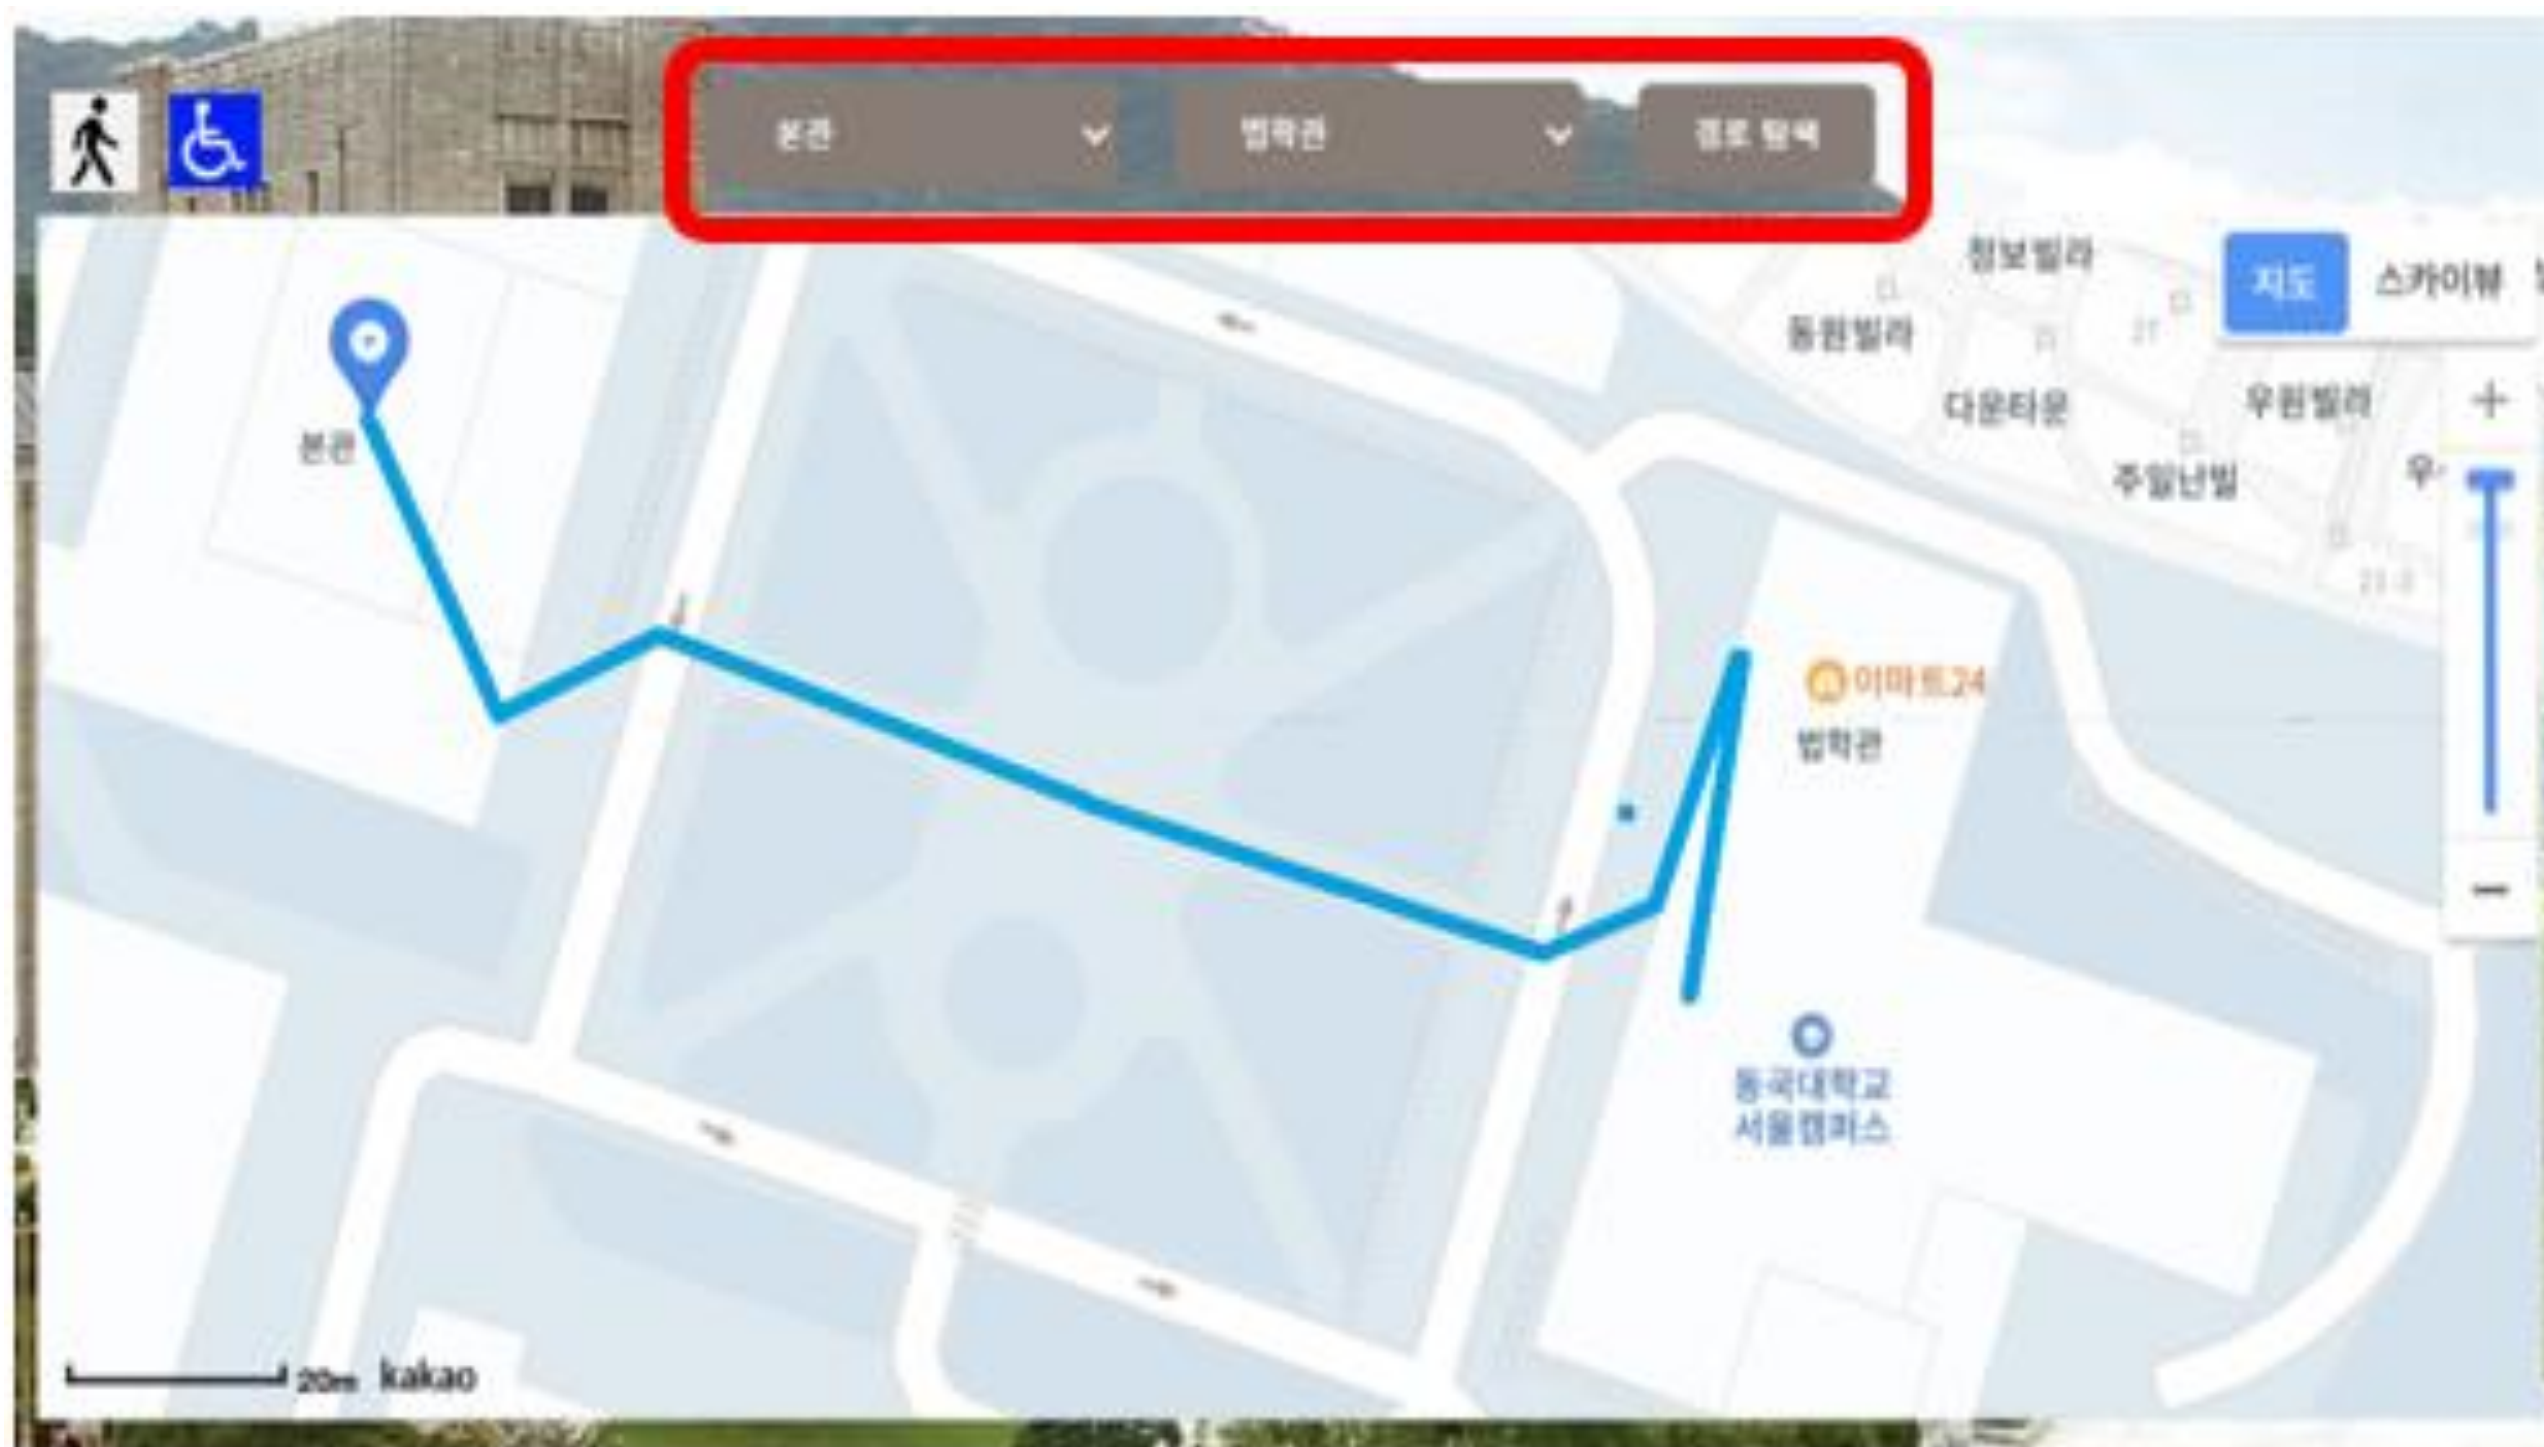 본관
법학관
경로 탐색
정보빌라
지도
스카이뷰
동원빌라
다운타운
우원빌라
주일난빌
우
본관
이마트24
법학관
동국대학교
서울캠퍼스
20m
kakao